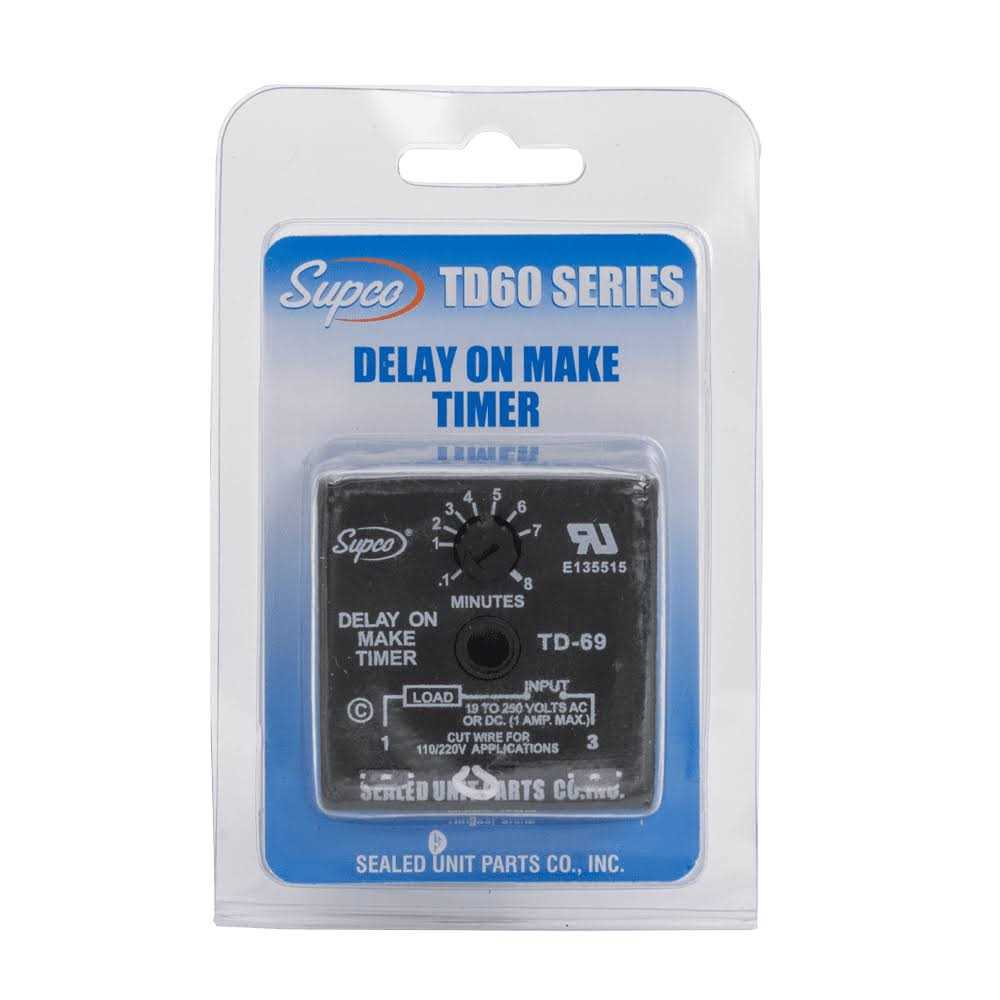 Supco TD60 SERIES
DELAY ON MAKE
TIMER
4 5
3 6
2 7
1
.1 8
MINUTES
Supco®
RU
E135515
DELAY ON
MAKE
TIMER
TD-69
LOAD
INPUT
19 TO 250 VOLTS AC
OR DC. (1 AMP. MAX.)
©
1
3
CUT WIRE FOR
110/220V APPLICATIONS
SEALED UNIT PARTS CO., INC.
SEALED UNIT PARTS CO., INC.